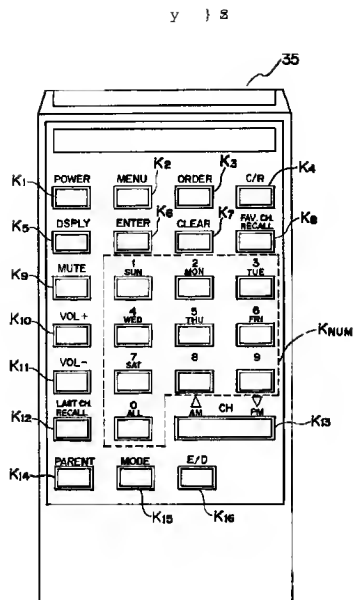 y } s
35
K2 K3 K4
K1 POWER MENU ORDER C/R
K5 DSPLY ENTER K6 CLEAR K7 FAV. CH. RECALL K8
K9 MUTE 1 SUN 2 MON 3 TUE
K10 VOL+ 4 WED 5 THU 6 FRI
KNUM
K11 VOL- 7 SAT 8 9
K12 LAST CH. RECALL 0 ALL AM CH PM K13
K14 PARENT MODE E/D
K15 K16